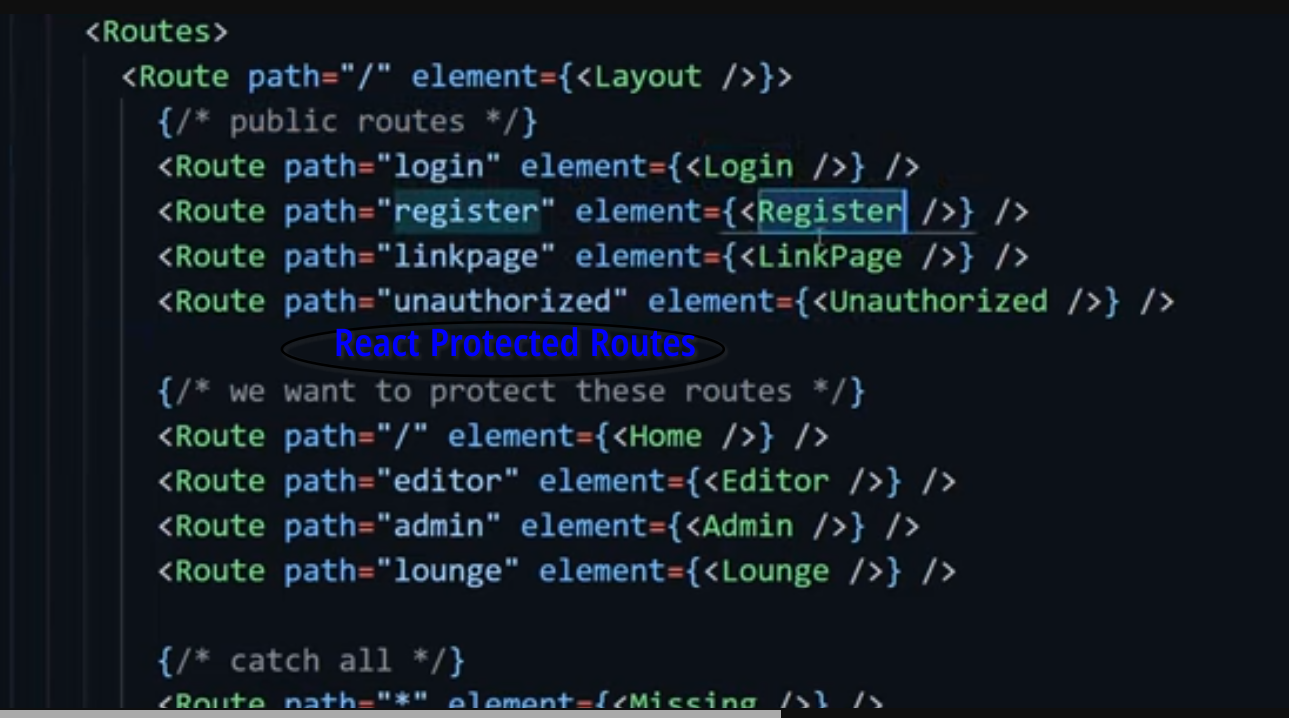 <Routes>
<Route path="/" element={<Layout />}>
{/* public routes */}
<Route path="login" element={<Login />} />
<Route path="register" element={<Register />} />
<Route path="linkpage" element={<LinkPage />} />
<Route path="unauthorized" element={<Unauthorized />} />
React Protected Routes
{/* we want to protect these routes */}
<Route path="/" element={<Home />} />
<Route path="editor" element={<Editor />} />
<Route path="admin" element={<Admin />} />
<Route path="lounge" element={<Lounge />} />
{/* catch all */}
<Route path="*" element={<Missing />} />